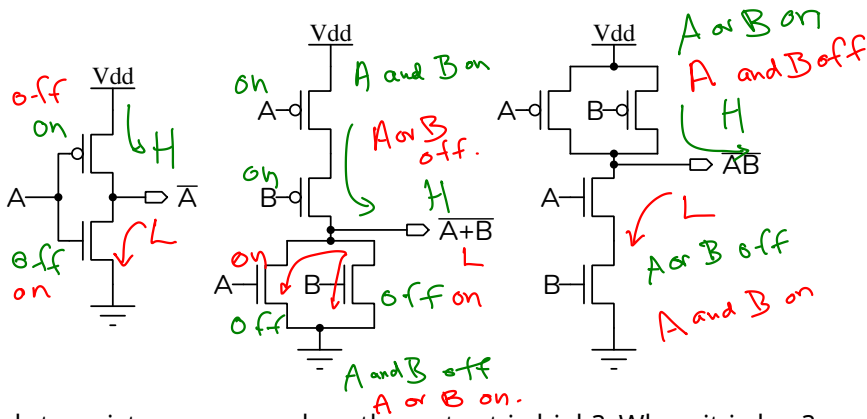 Vdd
off
on
H
A
A̅
off
on
L
Vdd
on
A
A and B on
A or B
off.
on
B
H
A+B
L
on
A
B
off
off on
A and B off
A or B on.
Vdd
A or B on
A and B off
A
B
H
AB
A
L
B
A or B off
A and B on